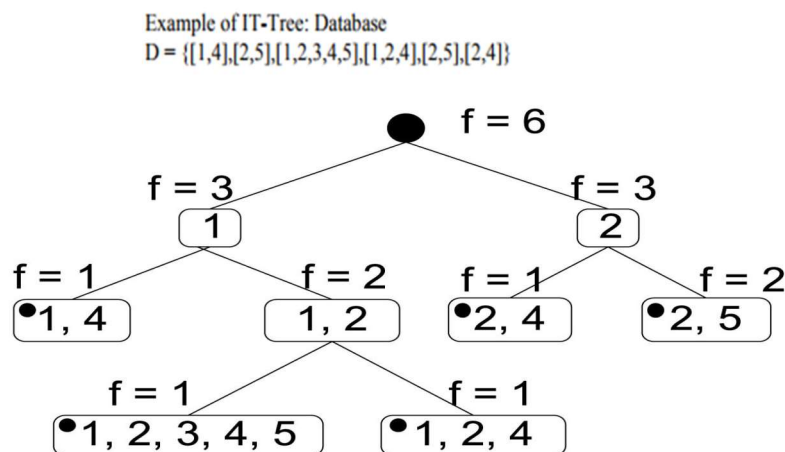 Example of IT-Tree: Database
D = {[1,4],[2,5],[1,2,3,4,5],[1,2,4],[2,5],[2,4]}
f = 6
f = 3
f = 3
1
2
f = 1
f = 2
f = 1
f = 2
1, 4
1, 2
2, 4
2, 5
f = 1
f = 1
1, 2, 3, 4, 5
1, 2, 4